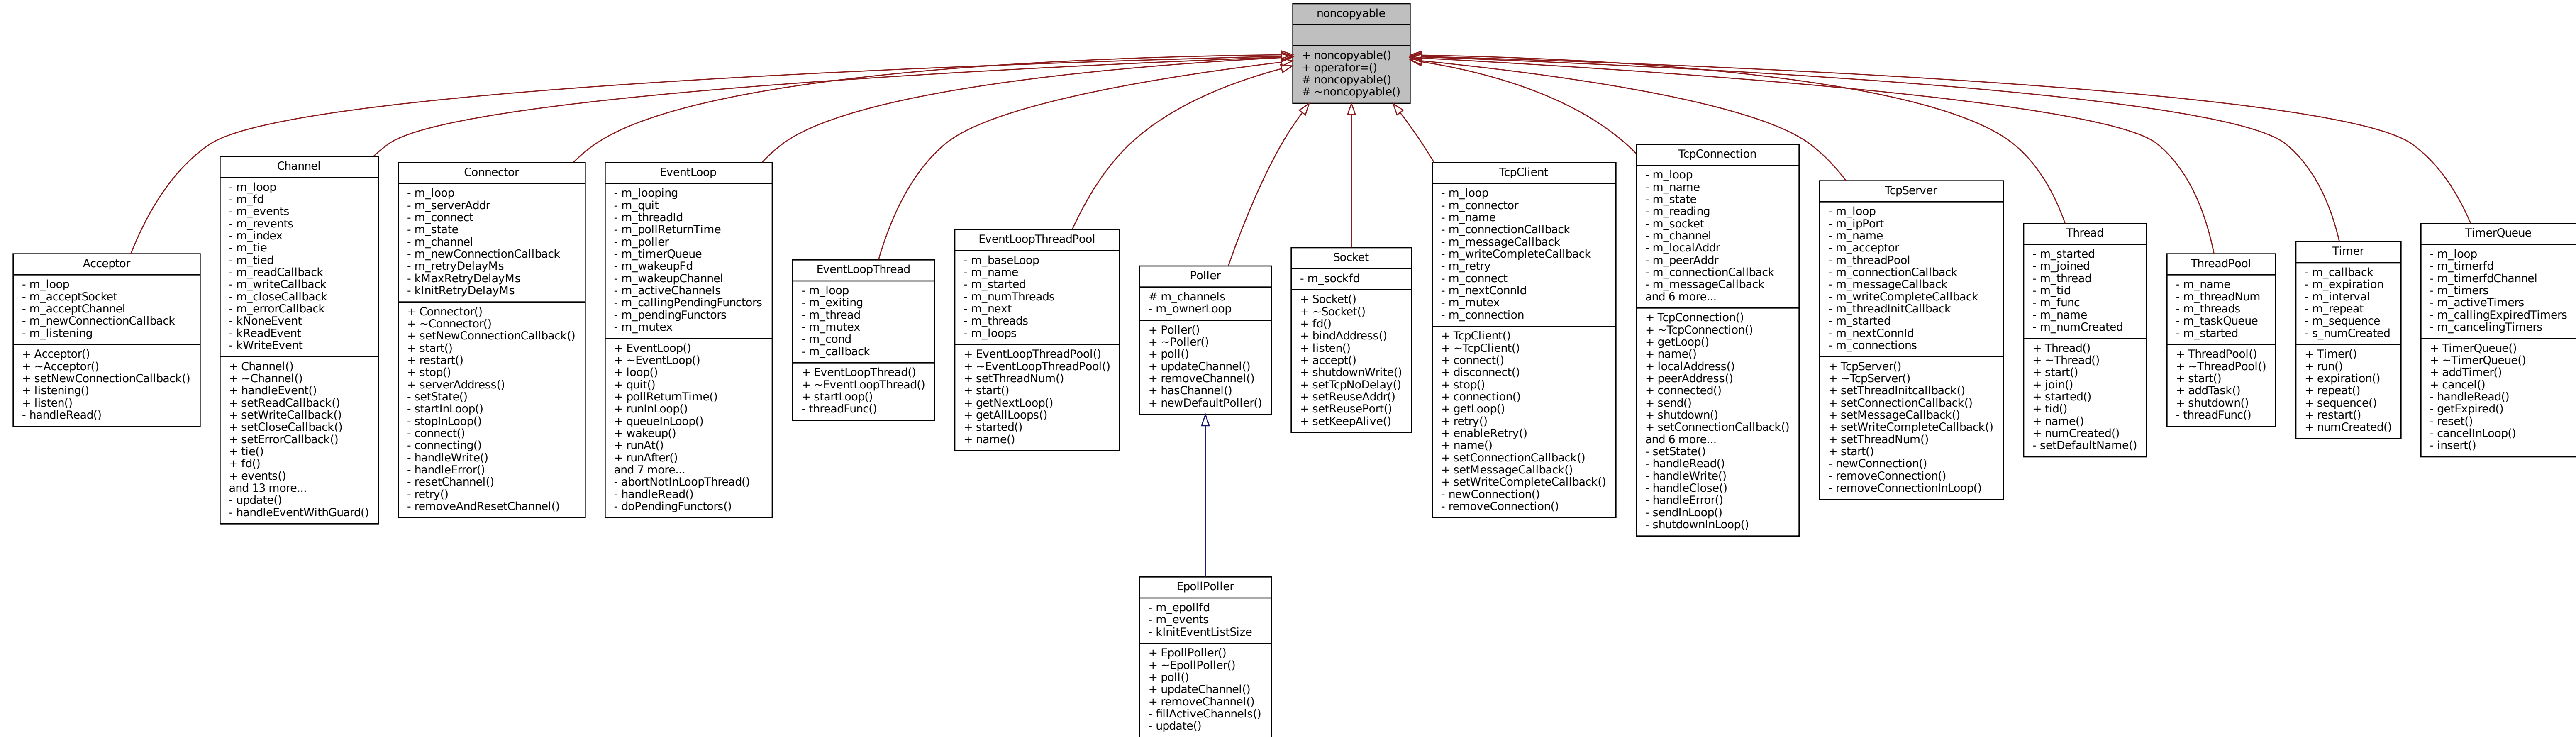 noncopyable
+ noncopyable()
+ operator=()
# noncopyable()
# ~noncopyable()
Acceptor
- m_loop
- m_acceptSocket
- m_acceptChannel
- m_newConnectionCallback
- m_listening
+ Acceptor()
+ ~Acceptor()
+ setNewConnectionCallback()
+ listening()
+ listen()
- handleRead()
Channel
- m_loop
- m_fd
- m_events
- m_revents
- m_index
- m_tie
- m_tied
- m_readCallback
- m_writeCallback
- m_closeCallback
- m_errorCallback
- kNoneEvent
- kReadEvent
- kWriteEvent
+ Channel()
+ ~Channel()
+ handleEvent()
+ setReadCallback()
+ setWriteCallback()
+ setCloseCallback()
+ setErrorCallback()
+ tie()
+ fd()
+ events()
and 13 more...
- update()
- handleEventWithGuard()
Connector
- m_loop
- m_serverAddr
- m_connect
- m_state
- m_channel
- m_newConnectionCallback
- m_retryDelayMs
- kMaxRetryDelayMs
- kInitRetryDelayMs
+ Connector()
+ ~Connector()
+ setNewConnectionCallback()
+ start()
+ restart()
+ stop()
+ serverAddress()
- setState()
- startInLoop()
- stopInLoop()
- connect()
- connecting()
- handleWrite()
- handleError()
- resetChannel()
- retry()
- removeAndResetChannel()
EventLoop
- m_looping
- m_quit
- m_threadId
- m_pollReturnTime
- m_poller
- m_timerQueue
- m_wakeupFd
- m_wakeupChannel
- m_activeChannels
- m_callingPendingFunctors
- m_pendingFunctors
- m_mutex
+ EventLoop()
+ ~EventLoop()
+ loop()
+ quit()
+ pollReturnTime()
+ runInLoop()
+ queueInLoop()
+ wakeup()
+ runAt()
+ runAfter()
and 7 more...
- abortNotInLoopThread()
- handleRead()
- doPendingFunctors()
EventLoopThread
- m_loop
- m_exiting
- m_thread
- m_mutex
- m_cond
- m_callback
+ EventLoopThread()
+ ~EventLoopThread()
+ startLoop()
- threadFunc()
EventLoopThreadPool
- m_baseLoop
- m_name
- m_started
- m_numThreads
- m_next
- m_threads
- m_loops
+ EventLoopThreadPool()
+ ~EventLoopThreadPool()
+ setThreadNum()
+ start()
+ getNextLoop()
+ getAllLoops()
+ started()
+ name()
Poller
# m_channels
- m_ownerLoop
+ Poller()
+ ~Poller()
+ poll()
+ updateChannel()
+ removeChannel()
+ hasChannel()
+ newDefaultPoller()
Socket
- m_sockfd
+ Socket()
+ ~Socket()
+ fd()
+ bindAddress()
+ listen()
+ accept()
+ shutdownWrite()
+ setTcpNoDelay()
+ setReuseAddr()
+ setReusePort()
+ setKeepAlive()
TcpClient
- m_loop
- m_connector
- m_name
- m_connectionCallback
- m_messageCallback
- m_writeCompleteCallback
- m_retry
- m_connect
- m_nextConnId
- m_mutex
- m_connection
+ TcpClient()
+ ~TcpClient()
+ connect()
+ disconnect()
+ stop()
+ connection()
+ getLoop()
+ retry()
+ enableRetry()
+ name()
+ setConnectionCallback()
+ setMessageCallback()
+ setWriteCompleteCallback()
- newConnection()
- removeConnection()
TcpConnection
- m_loop
- m_name
- m_state
- m_reading
- m_socket
- m_channel
- m_localAddr
- m_peerAddr
- m_connectionCallback
- m_messageCallback
and 6 more...
+ TcpConnection()
+ ~TcpConnection()
+ getLoop()
+ name()
+ localAddress()
+ peerAddress()
+ connected()
+ send()
+ shutdown()
+ setConnectionCallback()
and 6 more...
- setState()
- handleRead()
- handleWrite()
- handleClose()
- handleError()
- sendInLoop()
- shutdownInLoop()
TcpServer
- m_loop
- m_ipPort
- m_name
- m_acceptor
- m_threadPool
- m_connectionCallback
- m_messageCallback
- m_writeCompleteCallback
- m_threadInitCallback
- m_started
- m_nextConnId
- m_connections
+ TcpServer()
+ ~TcpServer()
+ setThreadInitcallback()
+ setConnectionCallback()
+ setMessageCallback()
+ setWriteCompleteCallback()
+ setThreadNum()
+ start()
- newConnection()
- removeConnection()
- removeConnectionInLoop()
Thread
- m_started
- m_joined
- m_thread
- m_tid
- m_func
- m_name
- m_numCreated
+ Thread()
+ ~Thread()
+ start()
+ join()
+ started()
+ tid()
+ name()
+ numCreated()
- setDefaultName()
ThreadPool
- m_name
- m_threadNum
- m_threads
- m_taskQueue
- m_started
+ ThreadPool()
+ ~ThreadPool()
+ start()
+ addTask()
+ shutdown()
- threadFunc()
Timer
- m_callback
- m_expiration
- m_interval
- m_repeat
- m_sequence
- s_numCreated
+ Timer()
+ run()
+ expiration()
+ repeat()
+ sequence()
+ restart()
+ numCreated()
TimerQueue
- m_loop
- m_timerfd
- m_timerfdChannel
- m_timers
- m_activeTimers
- m_callingExpiredTimers
- m_cancelingTimers
+ TimerQueue()
+ ~TimerQueue()
+ addTimer()
+ cancel()
- handleRead()
- getExpired()
- reset()
- cancelInLoop()
- insert()
EpollPoller
- m_epollfd
- m_events
- kInitEventListSize
+ EpollPoller()
+ ~EpollPoller()
+ poll()
+ updateChannel()
+ removeChannel()
- fillActiveChannels()
- update()